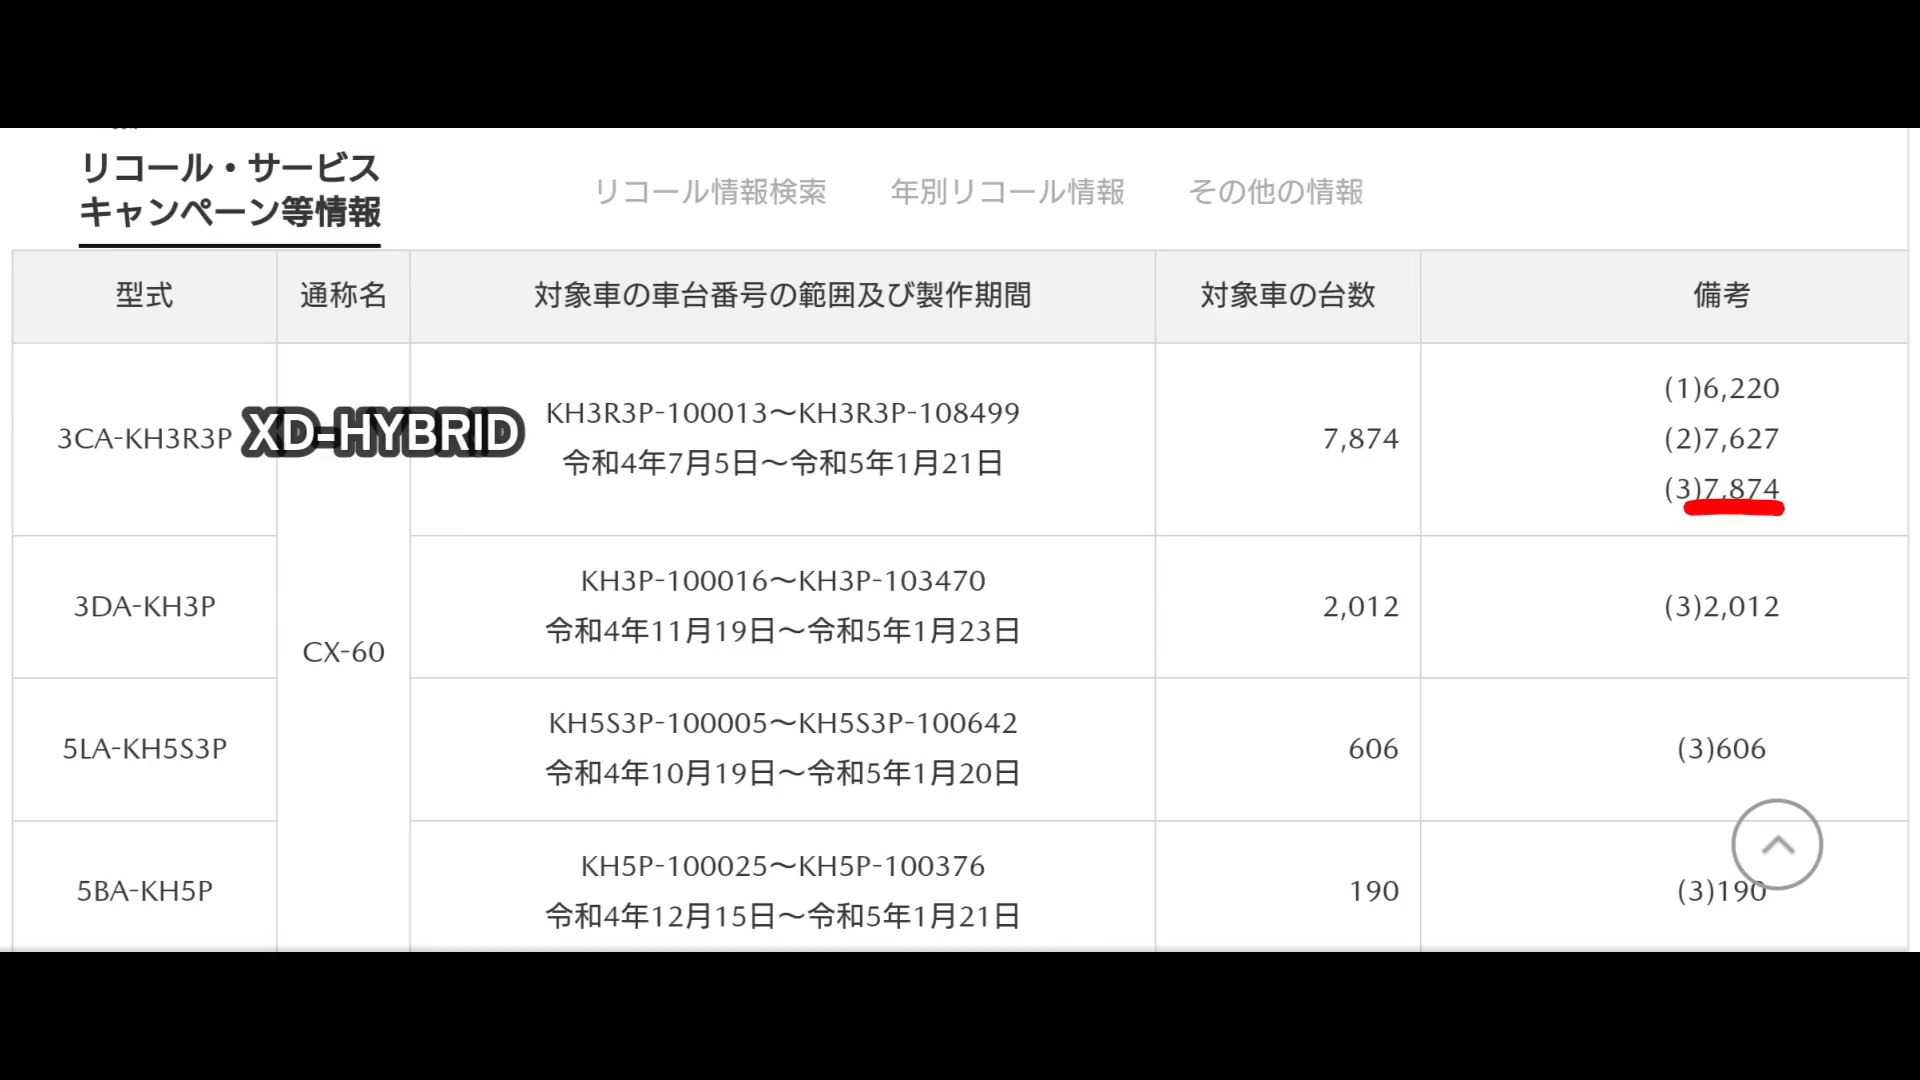 リコール・サービス
キャンペーン等情報
リコール情報検索
年別リコール情報
その他の情報
型式
通称名
対象車の車台番号の範囲及び製作期間
対象車の台数
備考
3CA-KH3R3P
XD-HYBRID
KH3R3P-100013～KH3R3P-108499
令和4年7月5日～令和5年1月21日
7,874
(1)6,220
(2)7,627
(3)7,874
3DA-KH3P
CX-60
KH3P-100016～KH3P-103470
令和4年11月19日～令和5年1月23日
2,012
(3)2,012
5LA-KH5S3P
KH5S3P-100005～KH5S3P-100642
令和4年10月19日～令和5年1月20日
606
(3)606
5BA-KH5P
KH5P-100025～KH5P-100376
令和4年12月15日～令和5年1月21日
190
(3)190